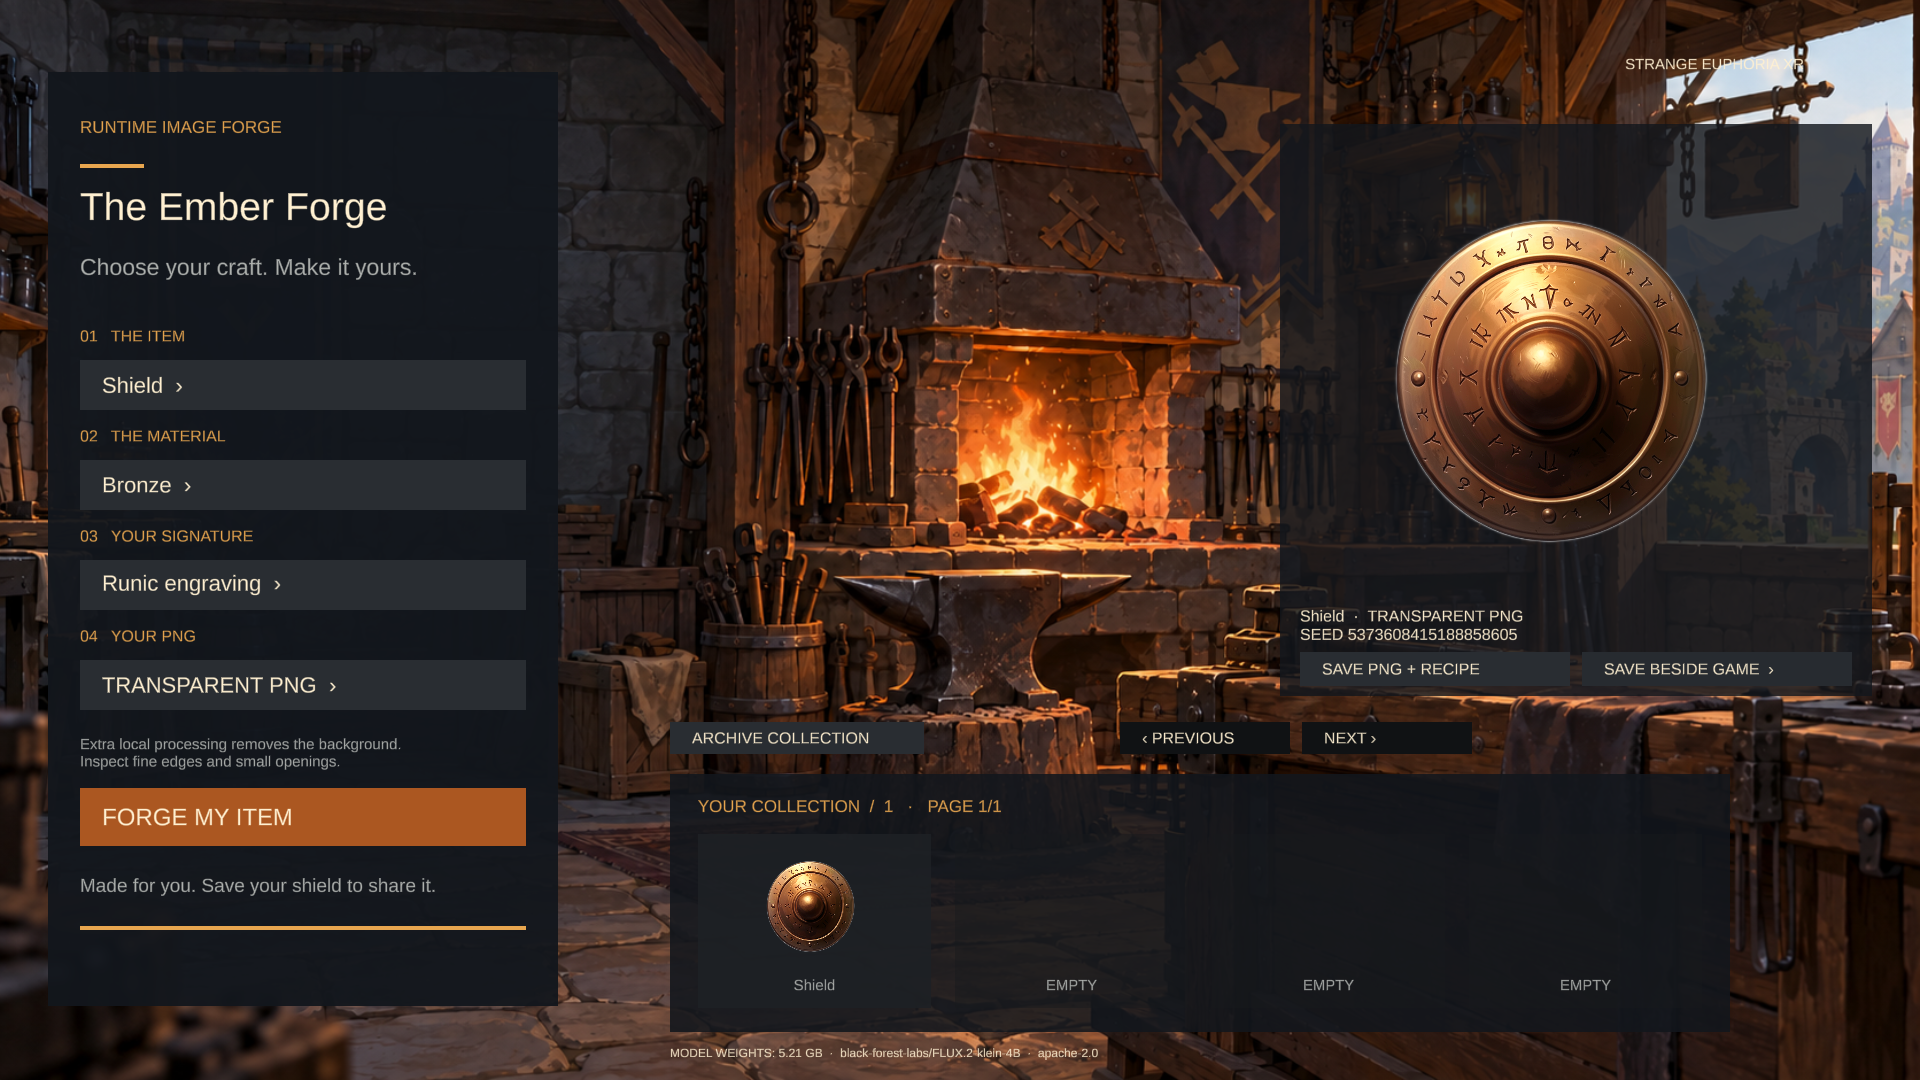 STRANGE EUPHORIA XR
RUNTIME IMAGE FORGE
The Ember Forge
Choose your craft. Make it yours.
01 THE ITEM
Shield ›
02 THE MATERIAL
Bronze ›
03 YOUR SIGNATURE
Runic engraving ›
04 YOUR PNG
TRANSPARENT PNG ›
Extra local processing removes the background.
Inspect fine edges and small openings.
FORGE MY ITEM
Made for you. Save your shield to share it.
Shield · TRANSPARENT PNG
SEED 5373608415188858605
SAVE PNG + RECIPE
SAVE BESIDE GAME ›
ARCHIVE COLLECTION
‹ PREVIOUS
NEXT ›
YOUR COLLECTION / 1 · PAGE 1/1
Shield
EMPTY
EMPTY
EMPTY
MODEL WEIGHTS: 5.21 GB · black-forest-labs/FLUX.2-klein-4B · apache-2.0